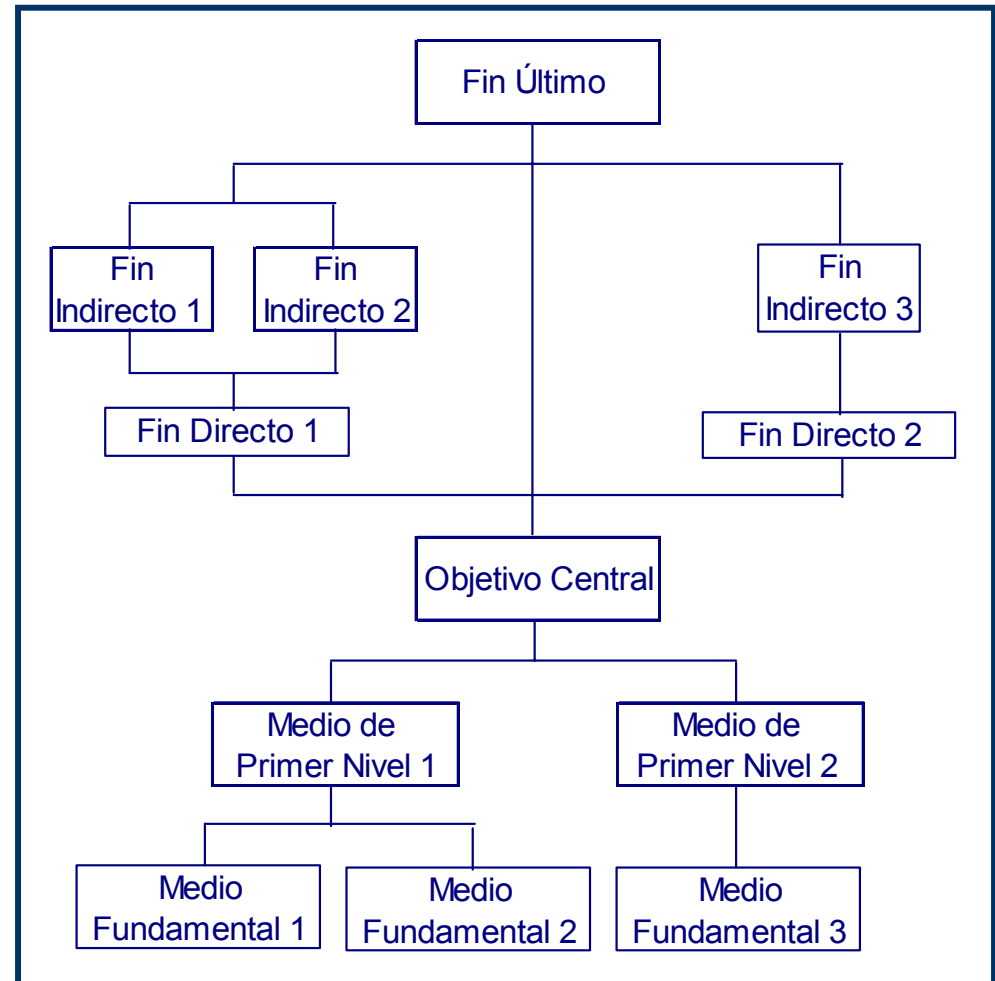 Fin Último
Fin
Indirecto 1
Fin
Indirecto 2
Fin
Indirecto 3
Fin Directo 1
Fin Directo 2
Objetivo Central
Medio de
Primer Nivel 1
Medio de
Primer Nivel 2
Medio
Fundamental 1
Medio
Fundamental 2
Medio
Fundamental 3